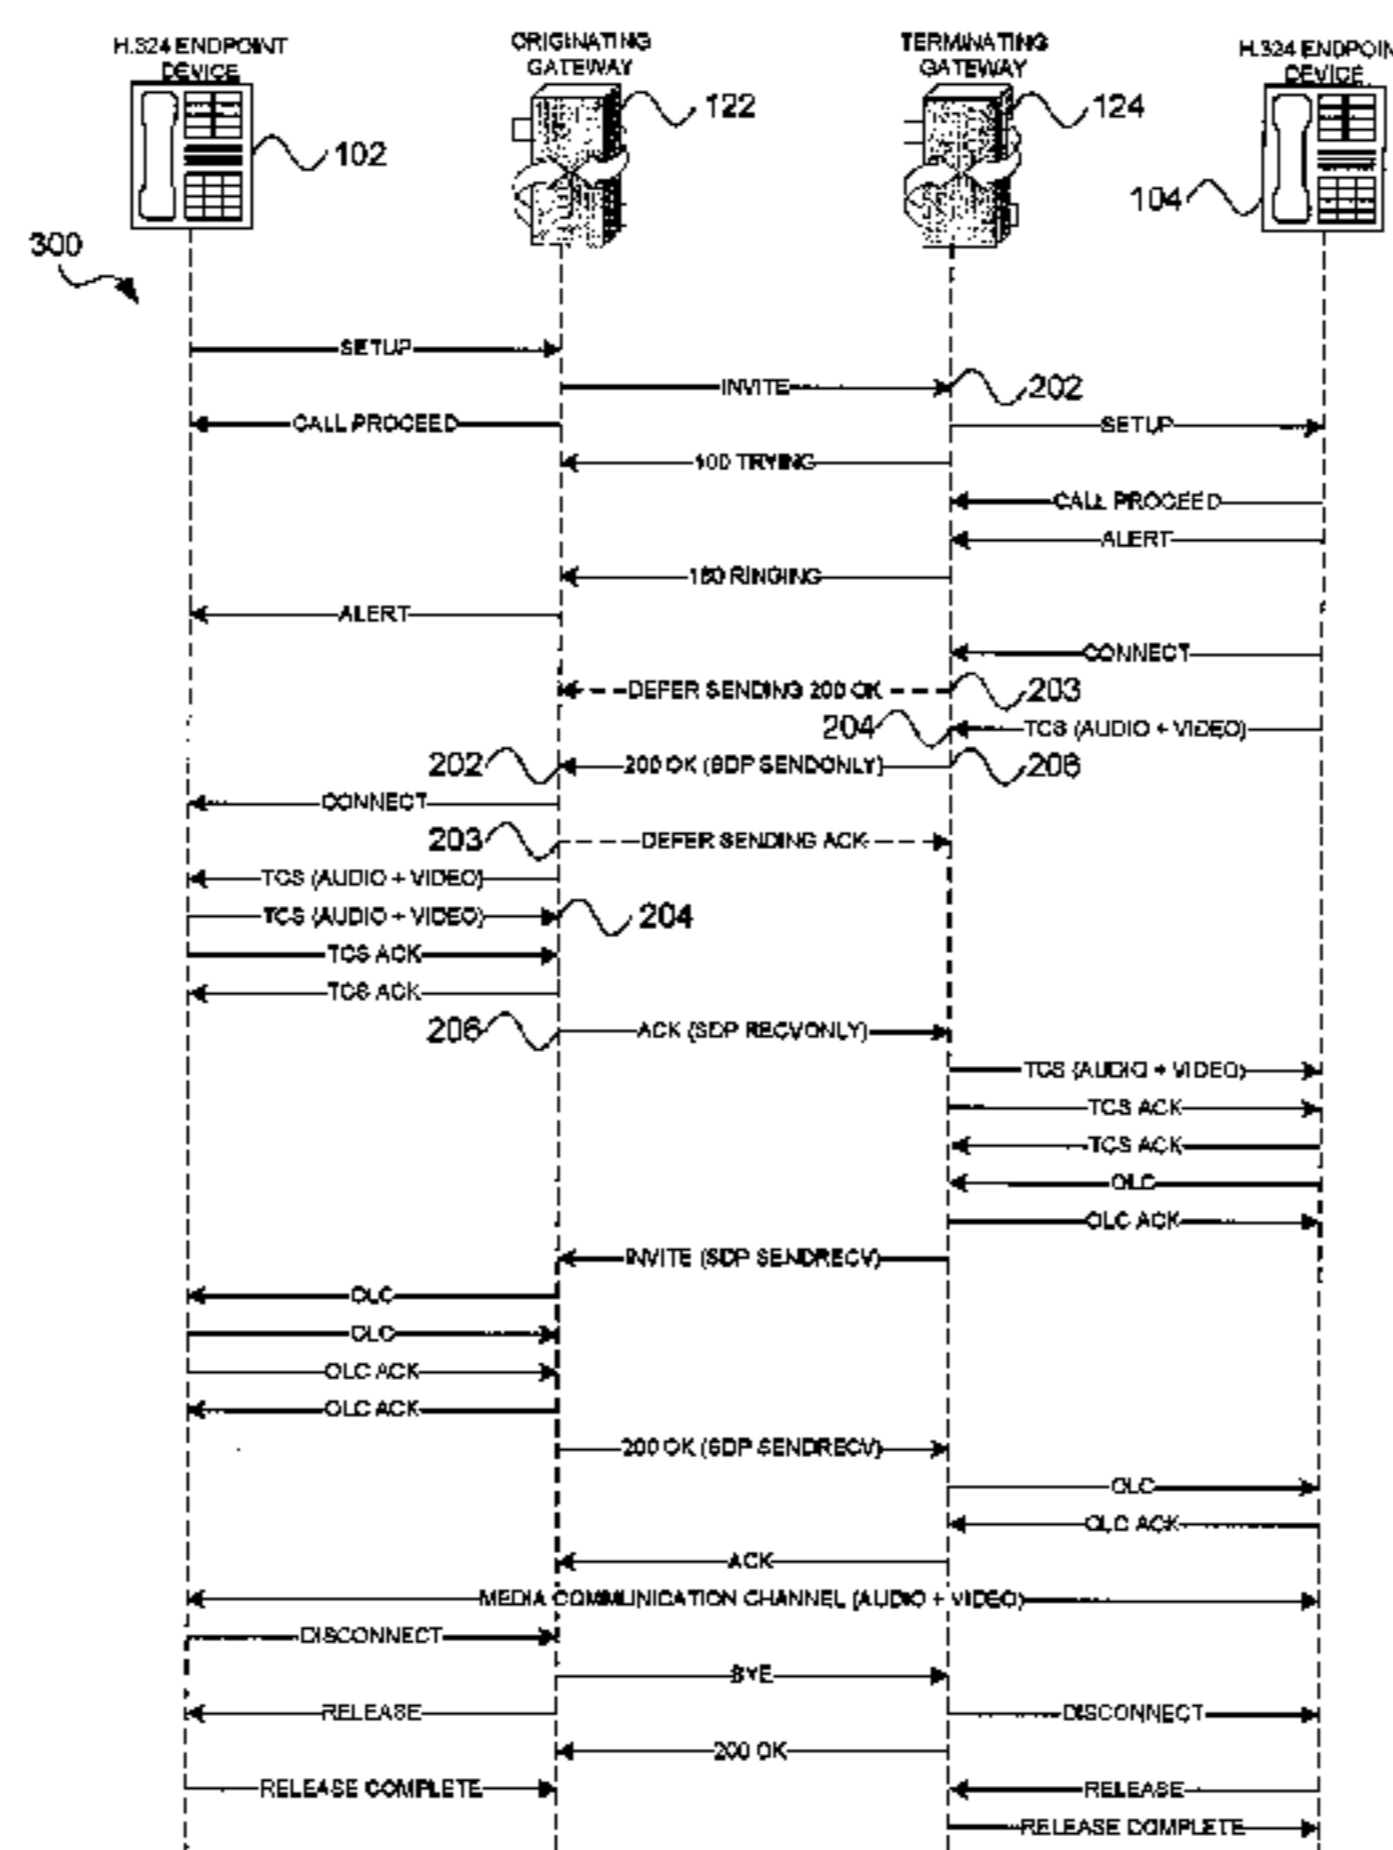 H.324 ENDPOINT
DEVICE
ORIGINATING
GATEWAY
TERMINATING
GATEWAY
H.324 ENDPOIN
DEVICE
102
122
124
104
300
SETUP
INVITE
202
CALL PROCEED
SETUP
100 TRYING
CALL PROCEED
ALERT
180 RINGING
ALERT
CONNECT
DEFER SENDING 200 OK
203
204
TCS (AUDIO + VIDEO)
202
200 OK (SDP SENDONLY)
206
CONNECT
203
DEFER SENDING ACK
TCS (AUDIO + VIDEO)
TCS (AUDIO + VIDEO)
204
TCS ACK
TCS ACK
206
ACK (SDP RECVONLY)
TCS (AUDIO + VIDEO)
TCS ACK
TCS ACK
OLC
OLC ACK
INVITE (SDP SENDRECV)
OLC
OLC
OLC ACK
OLC ACK
200 OK (SDP SENDRECV)
OLC
OLC ACK
ACK
MEDIA COMMUNICATION CHANNEL (AUDIO + VIDEO)
DISCONNECT
BYE
RELEASE
DISCONNECT
200 OK
RELEASE COMPLETE
RELEASE
RELEASE COMPLETE